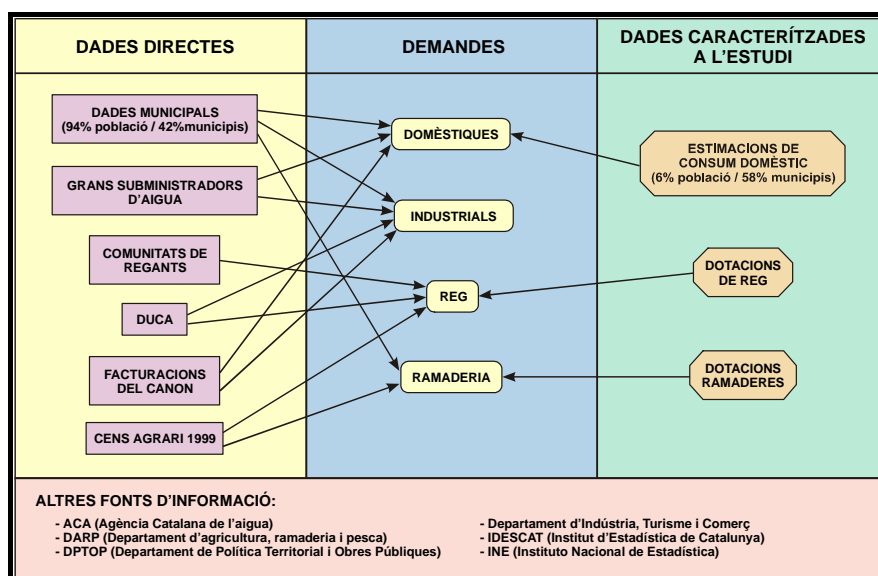 DADES DIRECTES
DEMANDES
DADES CARACTERÍTZADES
A L'ESTUDI
DADES MUNICIPALS
(94% població / 42%municipis)
GRANS SUBMINISTRADORS
D'AIGUA
COMUNITATS DE
REGANTS
DUCA
FACTURACIONS
DEL CANON
CENS AGRARI 1999
DOMÈSTIQUES
INDUSTRIALS
REG
RAMADERIA
ESTIMACIONS DE
CONSUM DOMÈSTIC
(6% població / 58% municipis)
DOTACIONS
DE REG
DOTACIONS
RAMADERES
ALTRES FONTS D'INFORMACIÓ:
- ACA (Agència Catalana de l'aigua)
- DARP (Departament d'agricultura, ramaderia i pesca)
- DPTOP (Departament de Política Territorial i Obres Públiques)
- Departament d'Indústria, Turisme i Comerç
- IDESCAT (Institut d'Estadística de Catalunya)
- INE (Instituto Nacional de Estadística)